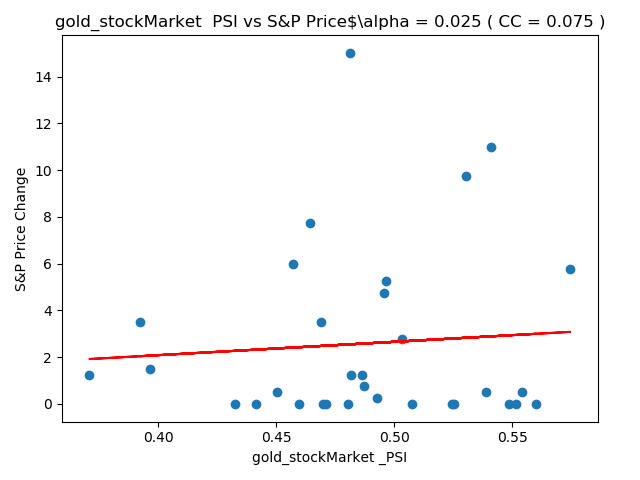 gold_stockMarket  PSI vs S&P Price$\alpha = 0.025 ( CC = 0.075 )
14
12
10
8
6
4
2
0
S&P Price Change
0.40 0.45 0.50 0.55
gold_stockMarket _PSI